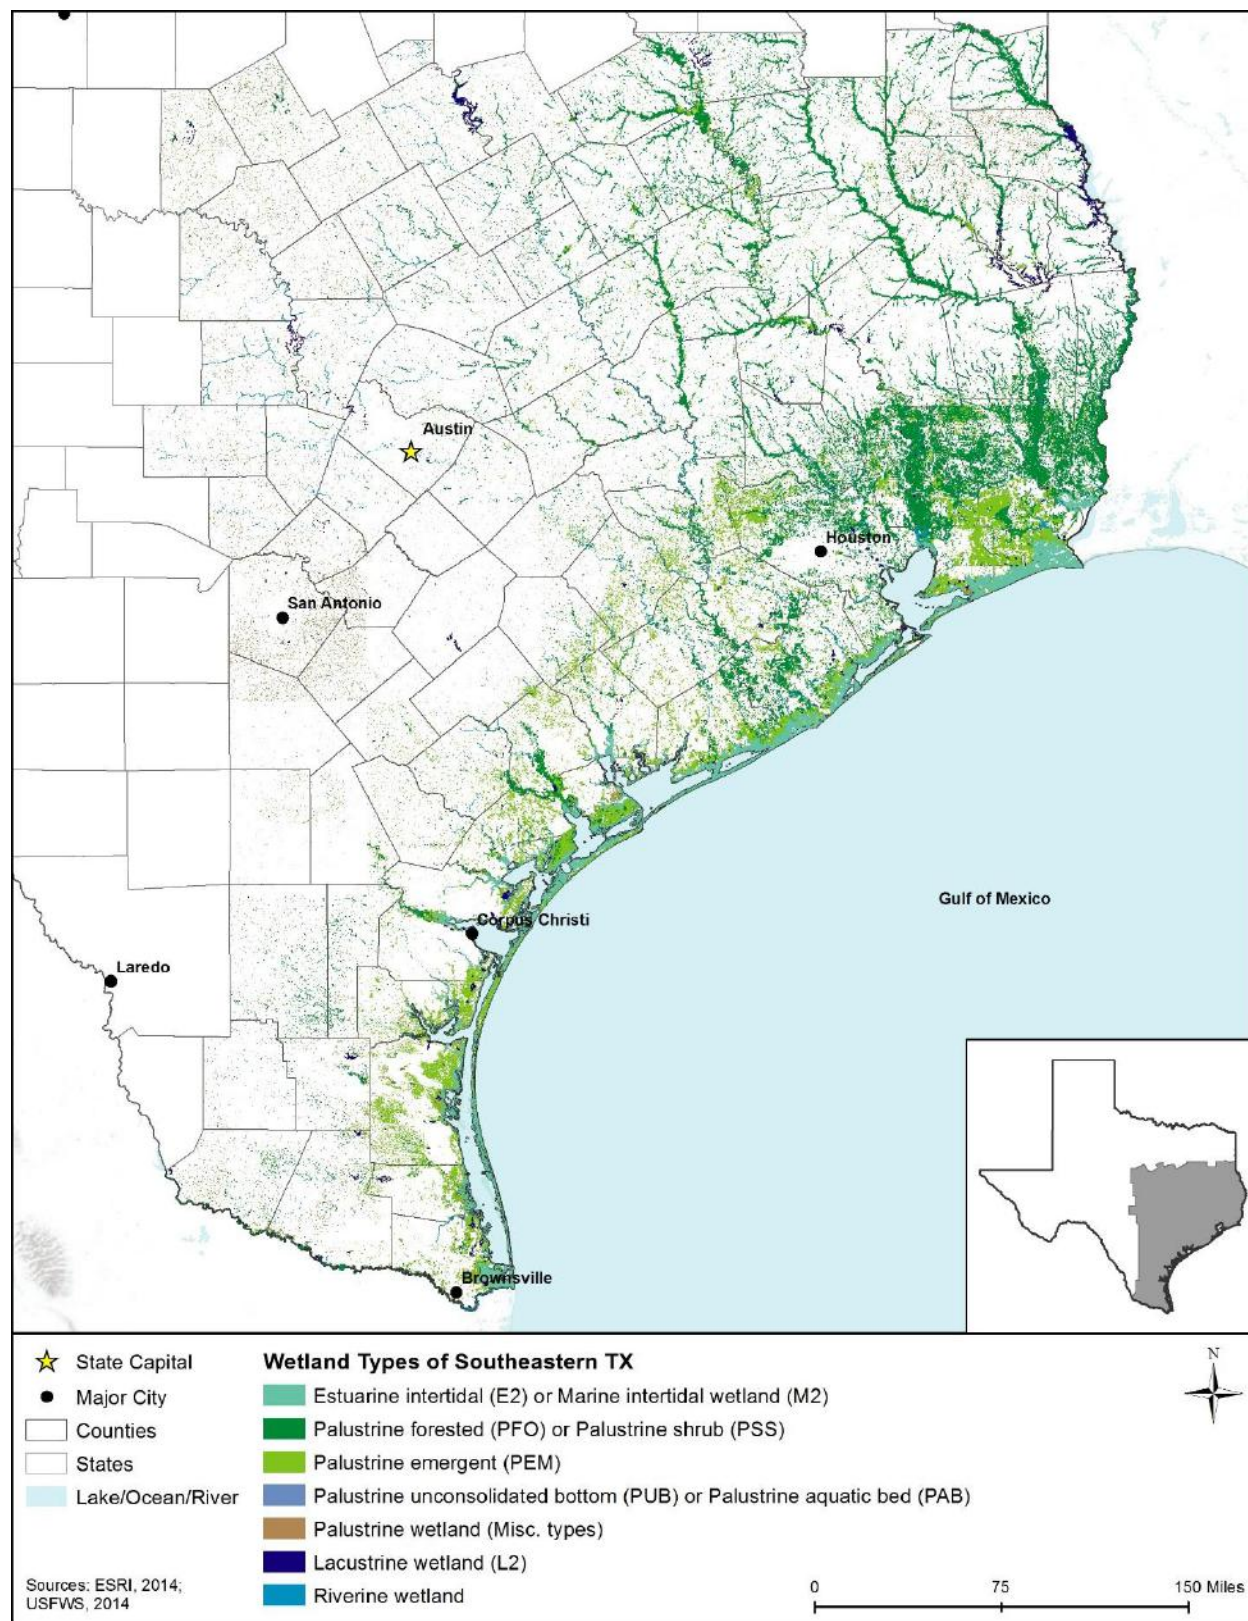 Austin
Houston
San Antonio
Gulf of Mexico
Corpus Christi
Laredo
Brownsville
State Capital
Major City
Counties
States
Lake/Ocean/River
Sources: ESRI, 2014;
USFWS, 2014
Wetland Types of Southeastern TX
Estuarine intertidal (E2) or Marine intertidal wetland (M2)
Palustrine forested (PFO) or Palustrine shrub (PSS)
Palustrine emergent (PEM)
Palustrine unconsolidated bottom (PUB) or Palustrine aquatic bed (PAB)
Palustrine wetland (Misc. types)
Lacustrine wetland (L2)
Riverine wetland
N
0 75 150 Miles